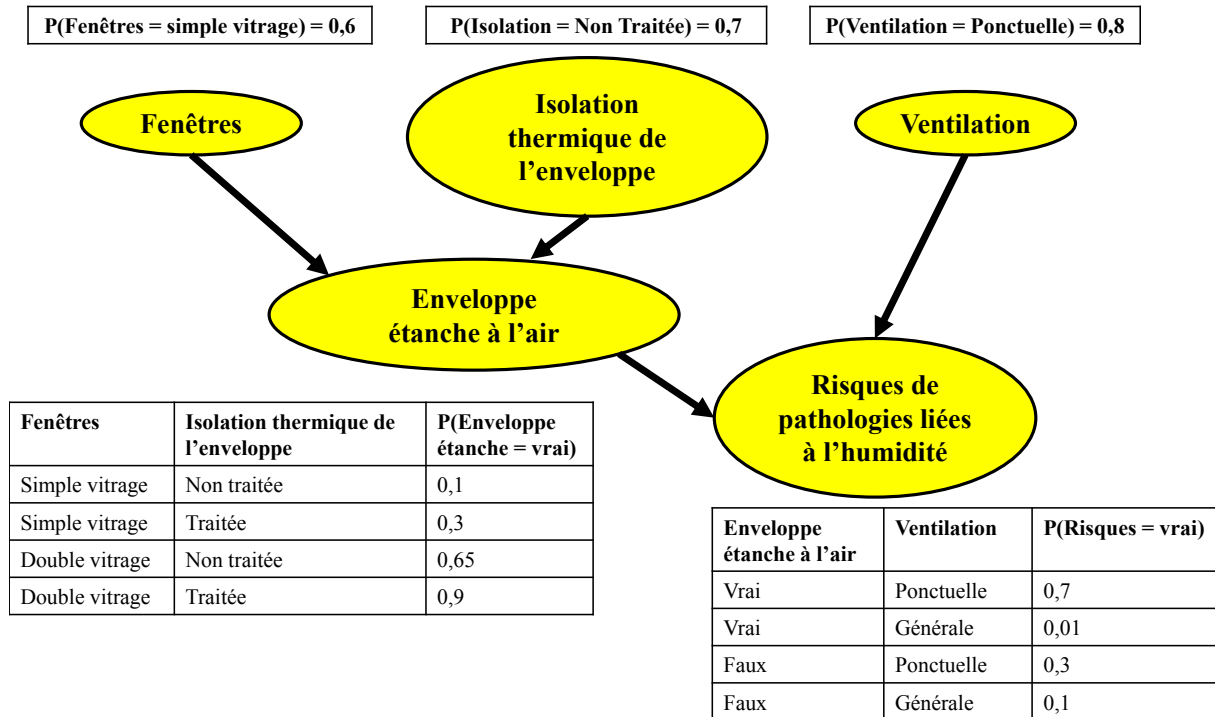 P(Fenêtres = simple vitrage) = 0,6
P(Isolation = Non Traitée) = 0,7
P(Ventilation = Ponctuelle) = 0,8
Fenêtres
Isolation
thermique de
l’enveloppe
Ventilation
Enveloppe
étanche à l’air
Risques de
pathologies liées
à l’humidité
Fenêtres Isolation thermique de l’enveloppe P(Enveloppe étanche = vrai)
Simple vitrage Non traitée 0,1
Simple vitrage Traitée 0,3
Double vitrage Non traitée 0,65
Double vitrage Traitée 0,9
Enveloppe étanche à l’air Ventilation P(Risques = vrai)
Vrai Ponctuelle 0,7
Vrai Générale 0,01
Faux Ponctuelle 0,3
Faux Générale 0,1